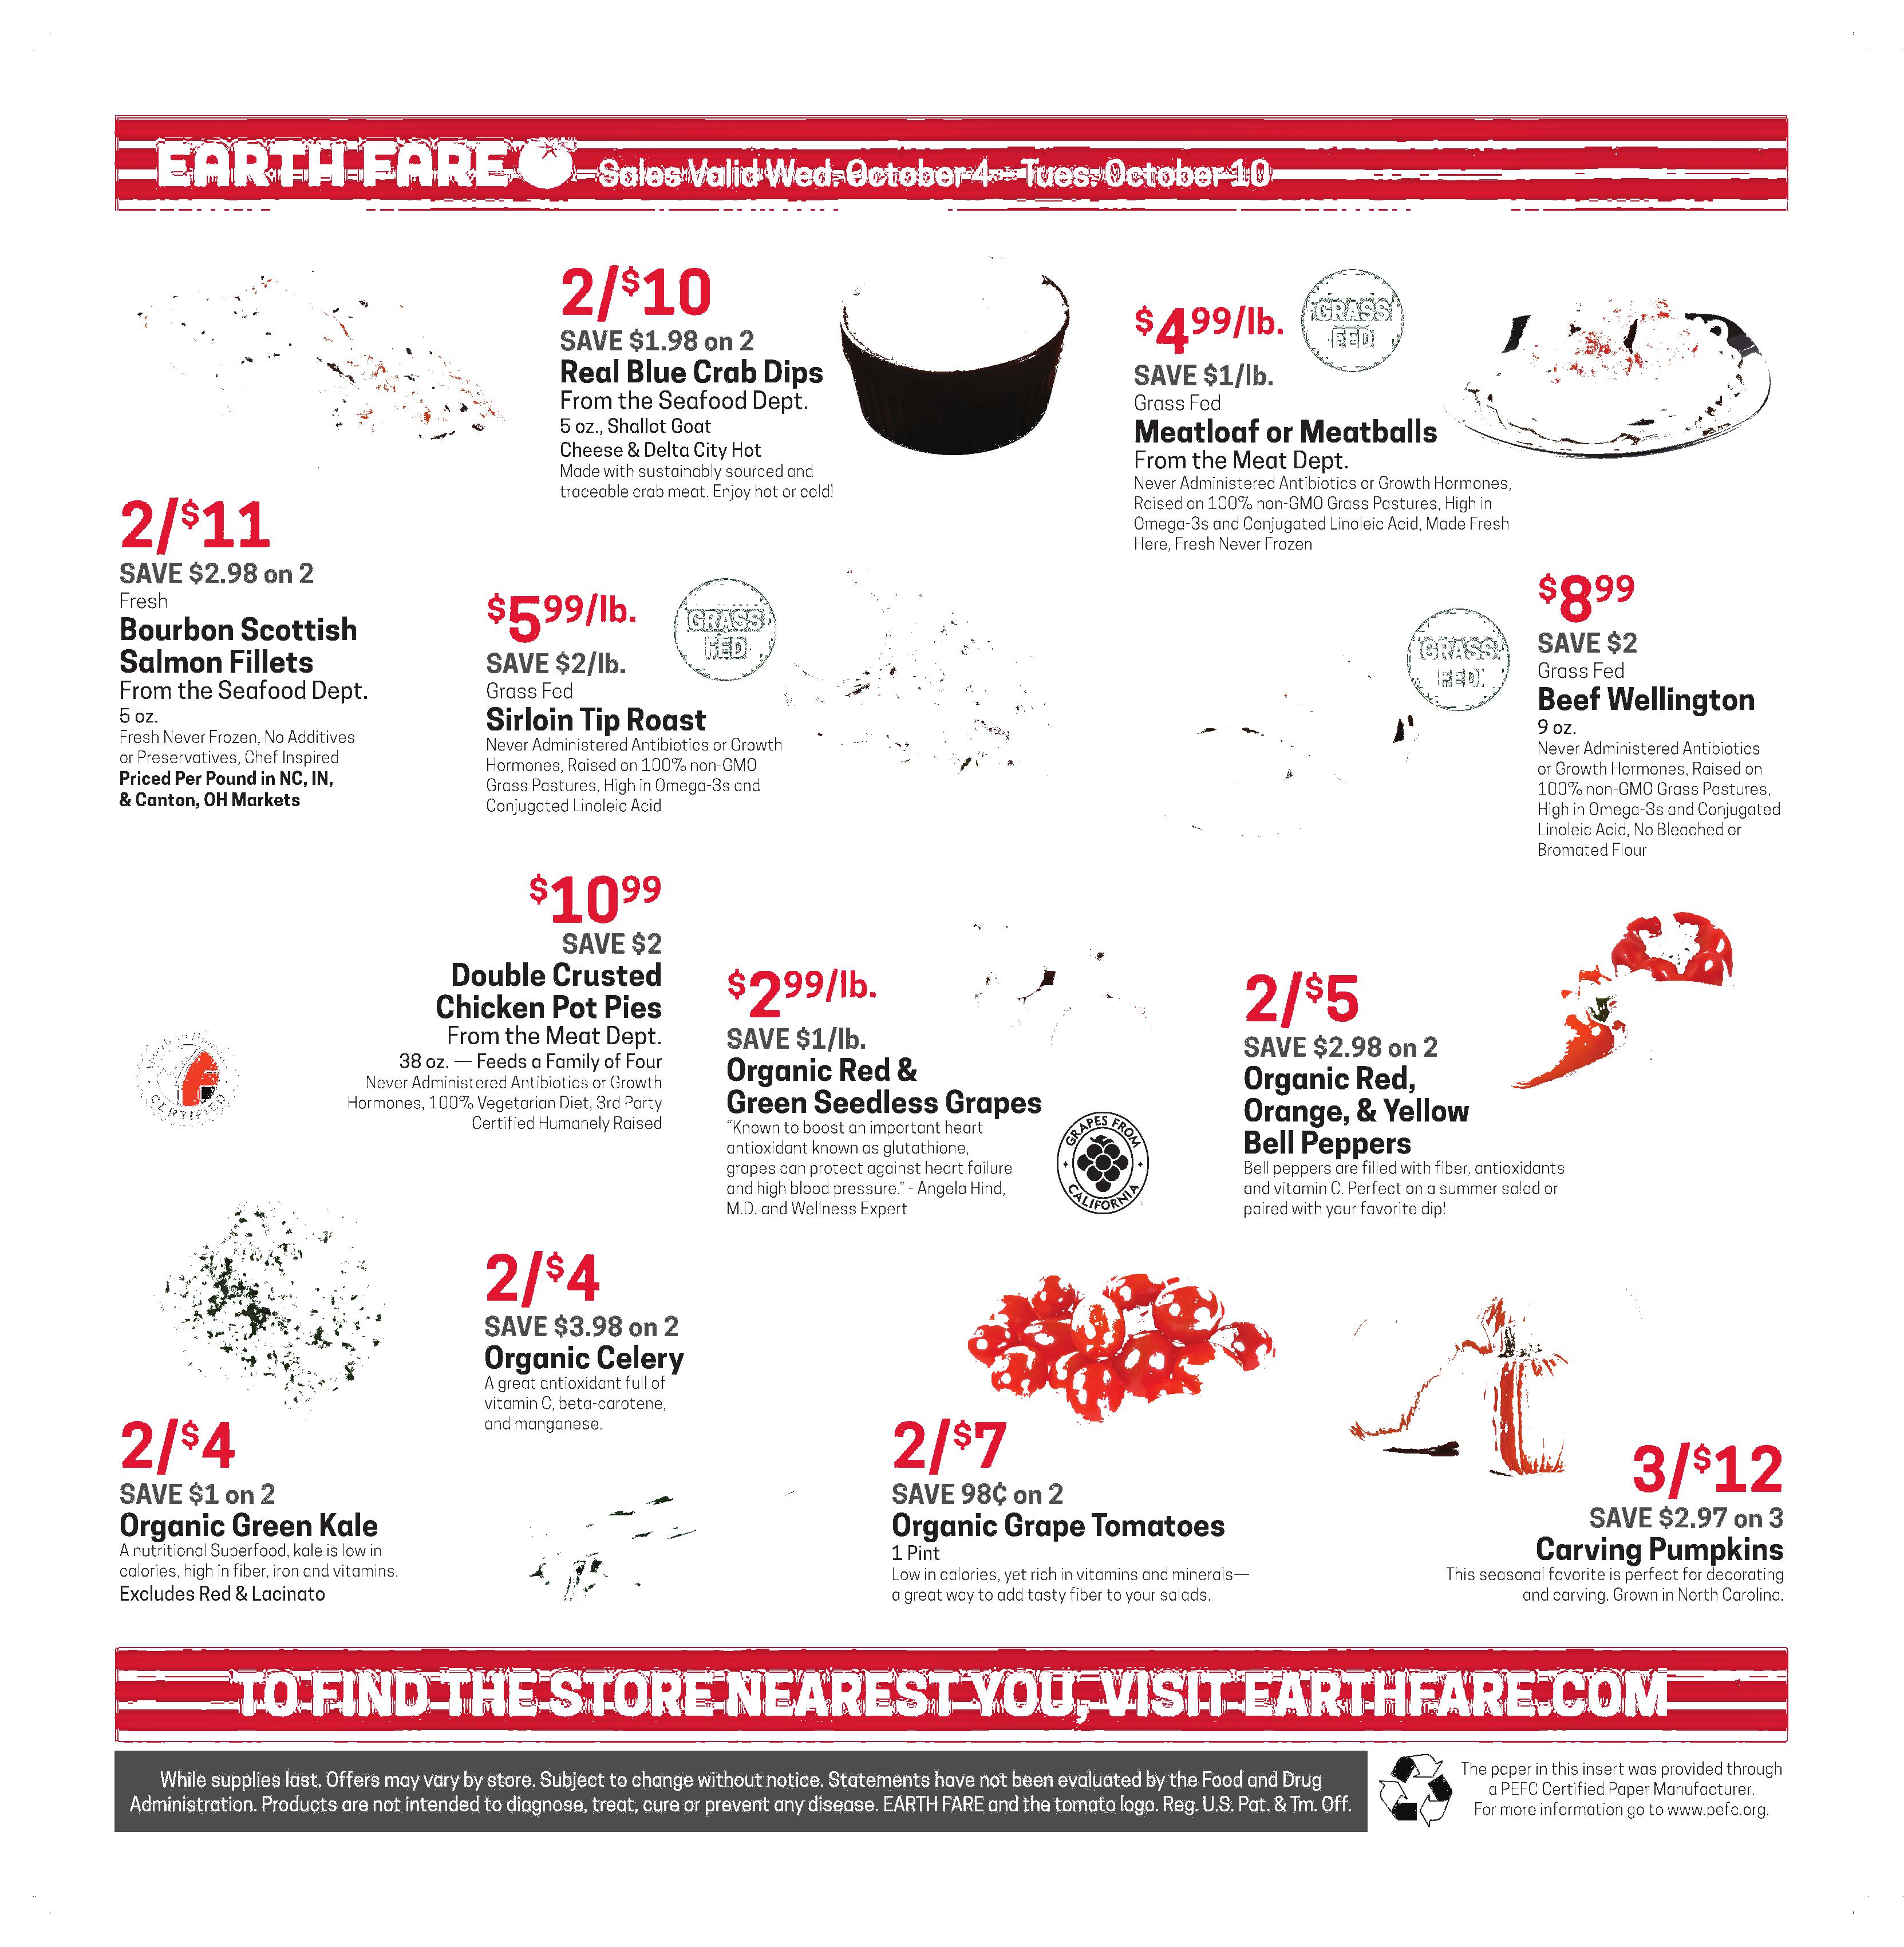 EARTH FARE Sales Valid Wed. October 4 - Tues. October 10
2/$10
SAVE $1.98 on 2
Real Blue Crab Dips
From the Seafood Dept.
5 oz., Shallot Goat
Cheese & Delta City Hot
Made with sustainably sourced and
traceable crab meat. Enjoy hot or cold!
$4.99/lb.
GRASS
FED
SAVE $1/lb.
Grass Fed
Meatloaf or Meatballs
From the Meat Dept.
Never Administered Antibiotics or Growth Hormones,
Raised on 100% non-GMO Grass Pastures, High in
Omega-3s and Conjugated Linoleic Acid, Made Fresh
Here, Fresh Never Frozen
2/$11
SAVE $2.98 on 2
Fresh
Bourbon Scottish
Salmon Fillets
From the Seafood Dept.
5 oz.
Fresh Never Frozen, No Additives
or Preservatives, Chef Inspired
Priced Per Pound in NC, IN,
& Canton, OH Markets
$5.99/lb.
GRASS
FED
SAVE $2/lb.
Grass Fed
Sirloin Tip Roast
Never Administered Antibiotics or Growth
Hormones, Raised on 100% non-GMO
Grass Pastures, High in Omega-3s and
Conjugated Linoleic Acid
GRASS
FED
$8.99
SAVE $2
Grass Fed
Beef Wellington
9 oz.
Never Administered Antibiotics
or Growth Hormones, Raised on
100% non-GMO Grass Pastures,
High in Omega-3s and Conjugated
Linoleic Acid, No Bleached or
Bromated Flour
$10.99
SAVE $2
Double Crusted
Chicken Pot Pies
From the Meat Dept.
38 oz. — Feeds a Family of Four
Never Administered Antibiotics or Growth
Hormones, 100% Vegetarian Diet, 3rd Party
Certified Humanely Raised
CERTIFIED
$2.99/lb.
SAVE $1/lb.
Organic Red &
Green Seedless Grapes
"Known to boost an important heart
antioxidant known as glutathione,
grapes can protect against heart failure
and high blood pressure." - Angela Hind,
M.D. and Wellness Expert
GRAPES FROM
CALIFORNIA
2/$5
SAVE $2.98 on 2
Organic Red,
Orange, & Yellow
Bell Peppers
Bell peppers are filled with fiber, antioxidants
and vitamin C. Perfect on a summer salad or
paired with your favorite dip!
2/$4
SAVE $3.98 on 2
Organic Celery
A great antioxidant full of
vitamin C, beta-carotene,
and manganese.
2/$4
SAVE $1 on 2
Organic Green Kale
A nutritional Superfood, kale is low in
calories, high in fiber, iron and vitamins.
Excludes Red & Lacinato
2/$7
SAVE 98¢ on 2
Organic Grape Tomatoes
1 Pint
Low in calories, yet rich in vitamins and minerals—
a great way to add tasty fiber to your salads.
3/$12
SAVE $2.97 on 3
Carving Pumpkins
This seasonal favorite is perfect for decorating
and carving. Grown in North Carolina.
TO FIND THE STORE NEAREST YOU, VISIT EARTHFARE.COM
While supplies last. Offers may vary by store. Subject to change without notice. Statements have not been evaluated by the Food and Drug
Administration. Products are not intended to diagnose, treat, cure or prevent any disease. EARTH FARE and the tomato logo. Reg. U.S. Pat. & Tm. Off.
The paper in this insert was provided through
a PEFC Certified Paper Manufacturer.
For more information go to www.pefc.org.